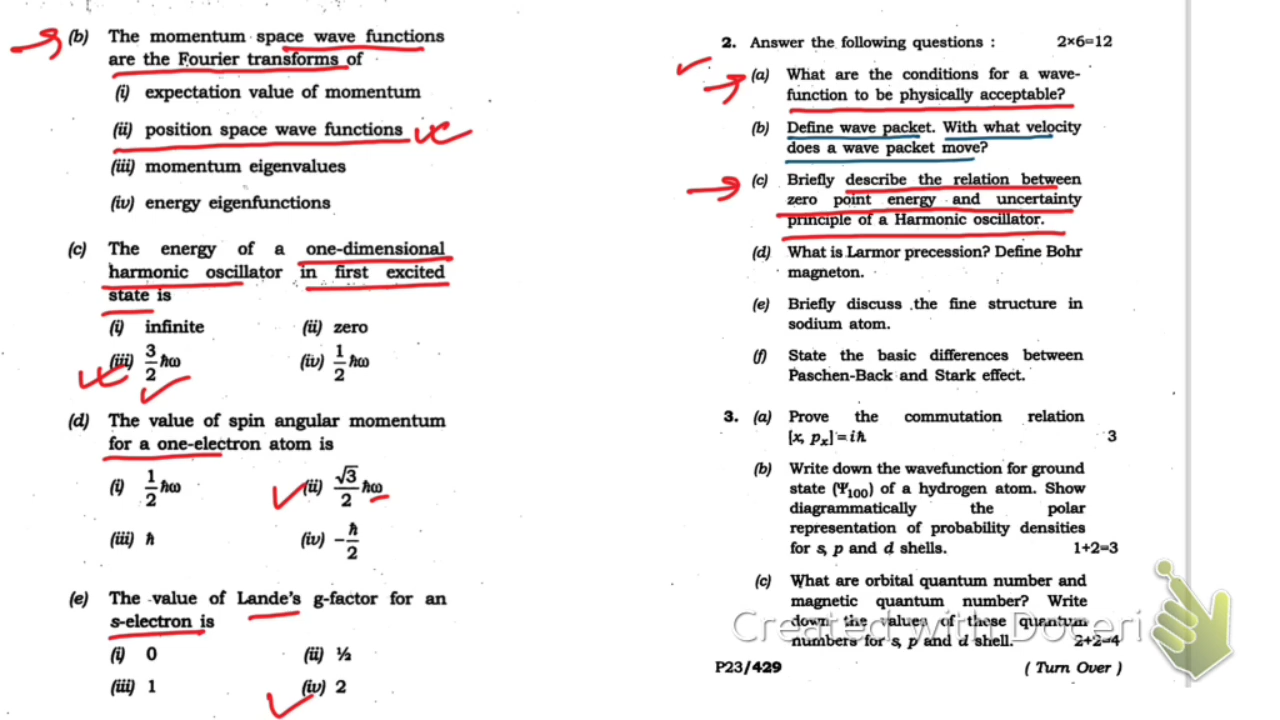 (b) The momentum space wave functions
are the Fourier transforms of
(i) expectation value of momentum
(ii) position space wave functions
(iii) momentum eigenvalues
(iv) energy eigenfunctions
(c) The energy of a one-dimensional
harmonic oscillator in first excited
state is
(i) infinite (ii) zero
(iii) 3/2 ħω (iv) 1/2 ħω
(d) The value of spin angular momentum
for a one-electron atom is
(i) 1/2 ħω (ii) √3/2 ħω
(iii) ħ (iv) -ħ/2
(e) The value of Lande's g-factor for an
s-electron is
(i) 0 (ii) ½
(iii) 1 (iv) 2
2. Answer the following questions : 2×6=12
(a) What are the conditions for a wave-
function to be physically acceptable?
(b) Define wave packet. With what velocity
does a wave packet move?
(c) Briefly describe the relation between
zero point energy and uncertainty
principle of a Harmonic oscillator.
(d) What is Larmor precession? Define Bohr
magneton.
(e) Briefly discuss the fine structure in
sodium atom.
(f) State the basic differences between
Paschen-Back and Stark effect.
3. (a) Prove the commutation relation
[x, pₓ] = iħ 3
(b) Write down the wavefunction for ground
state (Ψ₁₀₀) of a hydrogen atom. Show
diagrammatically the polar
representation of probability densities
for s, p and d shells. 1+2=3
(c) What are orbital quantum number and
magnetic quantum number? Write
down the values of these quantum
numbers for s, p and d shell. 2+2=4
Created with Doceri
P23/429 ( Turn Over )